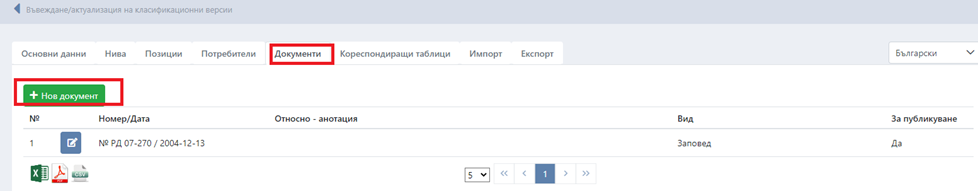 Въвеждане/актуализация на класификационни версии
Основни данни Нива Позиции Потребители Документи Кореспондиращи таблици Импорт Експорт Български
+ Нов документ
№ Номер/Дата Относно - анотация Вид За публикуване
1 № РД 07-270 / 2004-12-13 Заповед Да
5 << < 1 > >>